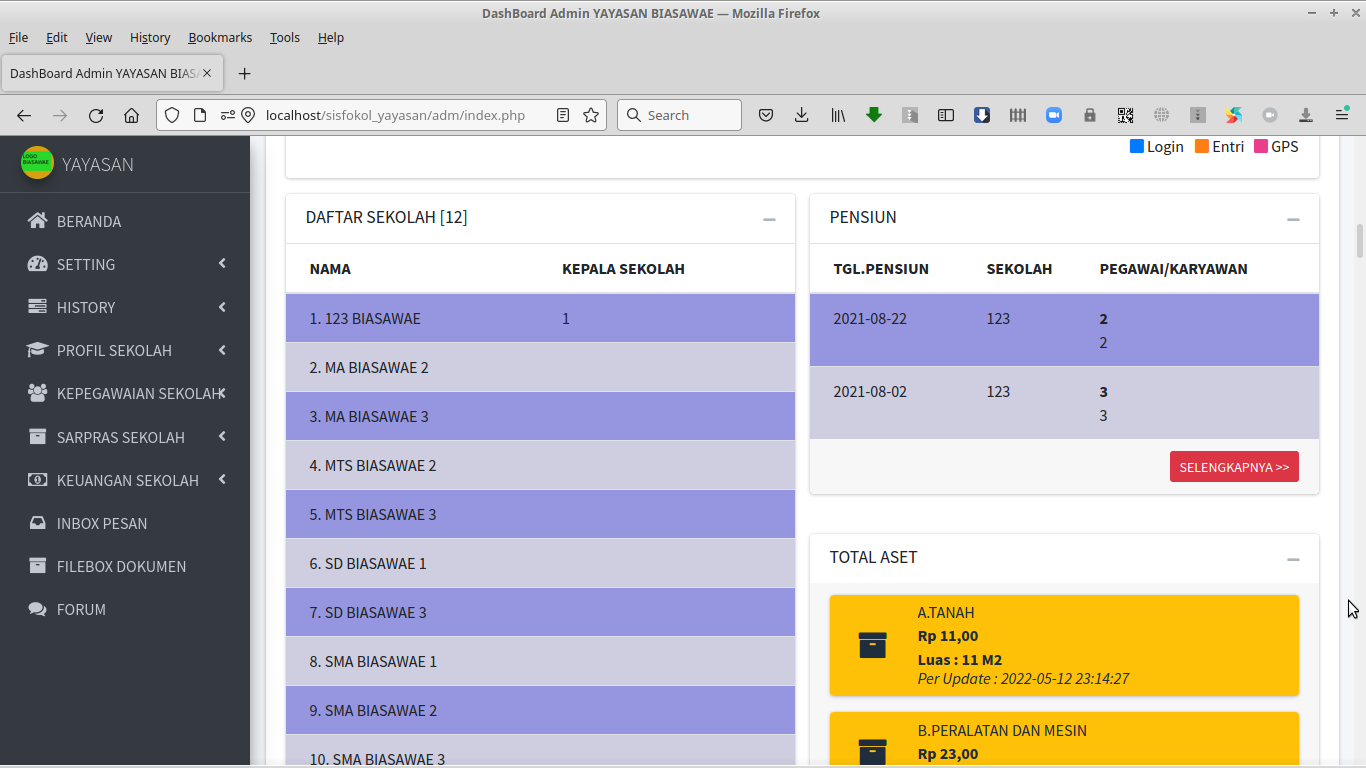 DashBoard Admin YAYASAN BIASAWAE — Mozilla Firefox
File Edit View History Bookmarks Tools Help
DashBoard Admin YAYASAN BIAS
localhost/sisfokol_yayasan/adm/index.php
Search
LOGO
BIASAWAE
YAYASAN
BERANDA
SETTING
HISTORY
PROFIL SEKOLAH
KEPEGAWAIAN SEKOLAH
SARPRAS SEKOLAH
KEUANGAN SEKOLAH
INBOX PESAN
FILEBOX DOKUMEN
FORUM
Login Entri GPS
DAFTAR SEKOLAH [12]
NAMA KEPALA SEKOLAH
1. 123 BIASAWAE 1
2. MA BIASAWAE 2
3. MA BIASAWAE 3
4. MTS BIASAWAE 2
5. MTS BIASAWAE 3
6. SD BIASAWAE 1
7. SD BIASAWAE 3
8. SMA BIASAWAE 1
9. SMA BIASAWAE 2
10. SMA BIASAWAE 3
PENSIUN
TGL.PENSIUN SEKOLAH PEGAWAI/KARYAWAN
2021-08-22 123 2
2
2021-08-02 123 3
3
SELENGKAPNYA >>
TOTAL ASET
A.TANAH
Rp 11,00
Luas : 11 M2
Per Update : 2022-05-12 23:14:27
B.PERALATAN DAN MESIN
Rp 23,00